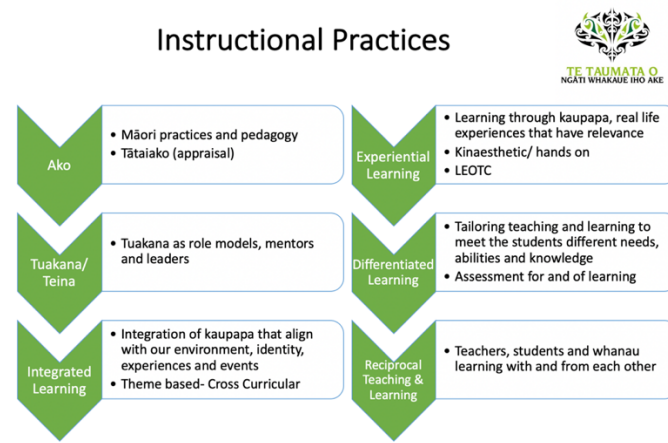 Instructional Practices
TE TAUMATA O
NGĀTI WHAKAUE IHO AKE
Ako
• Māori practices and pedagogy
• Tātaiako (appraisal)
Tuakana/
Teina
• Tuakana as role models, mentors
and leaders
Integrated
Learning
• Integration of kaupapa that align
with our environment, identity,
experiences and events
• Theme based- Cross Curricular
Experiential
Learning
• Learning through kaupapa, real life
experiences that have relevance
• Kinaesthetic/ hands on
• LEOTC
Differentiated
Learning
• Tailoring teaching and learning to
meet the students different needs,
abilities and knowledge
• Assessment for and of learning
Reciprocal
Teaching &
Learning
• Teachers, students and whanau
learning with and from each other